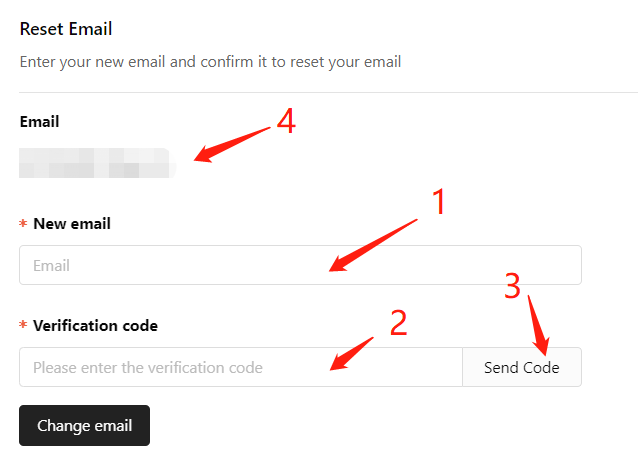 Reset Email
Enter your new email and confirm it to reset your email
Email
4
* New email
1
Email
3
* Verification code
2
Please enter the verification code
Send Code
Change email